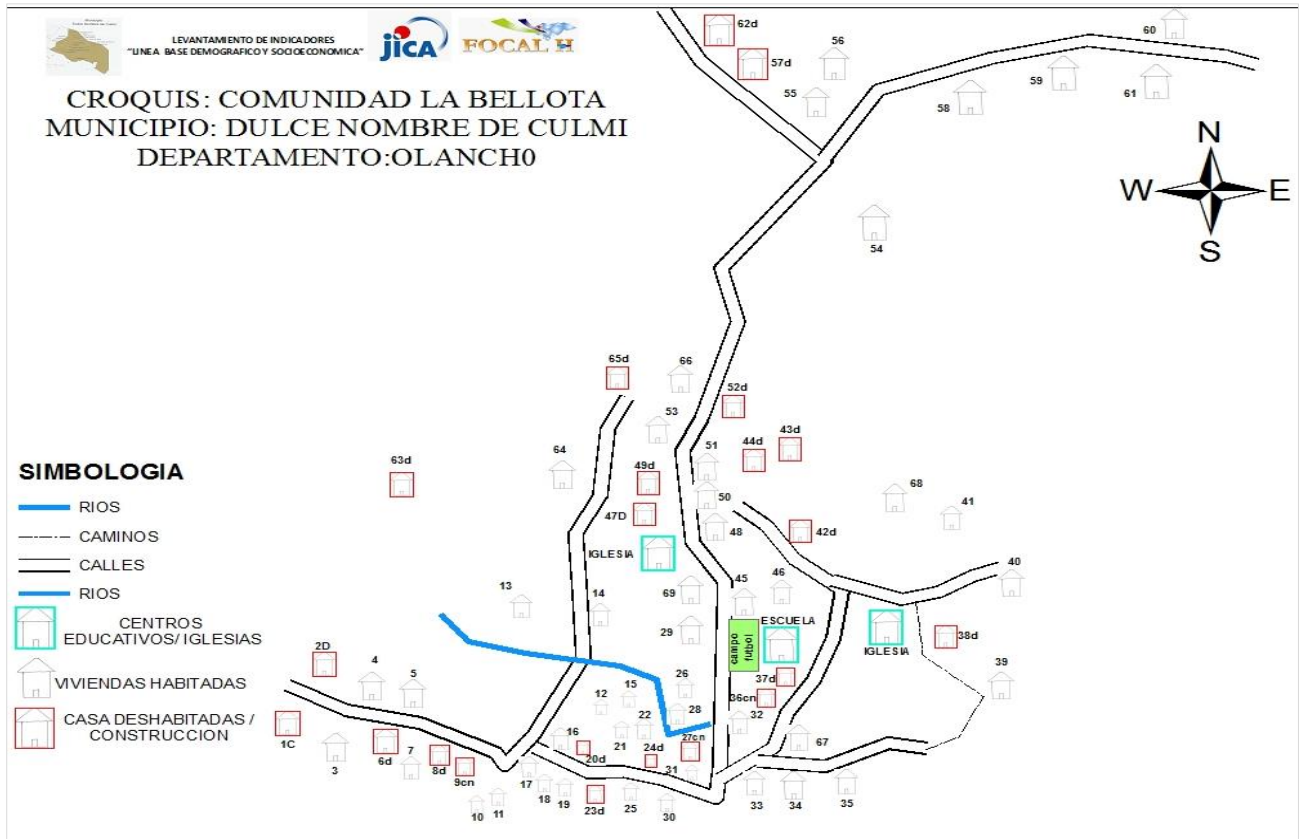 LEVANTAMIENTO DE INDICADORES
"LINEA BASE DEMOGRAFICO Y SOCIOECONOMICA"
JICA
FOCAL H
CROQUIS: COMUNIDAD LA BELLOTA
MUNICIPIO: DULCE NOMBRE DE CULMI
DEPARTAMENTO:OLANCH0
62d
57d
56
55
60
59
58
61
N
W E
S
54
65d
66
52d
53
43d
44d
51
64
49d
63d
50
68
41
47D
48
42d
IGLESIA
40
SIMBOLOGIA
RIOS
CAMINOS
CALLES
RIOS
CENTROS
EDUCATIVOS/ IGLESIAS
VIVIENDAS HABITADAS
CASA DESHABITADAS /
CONSTRUCCION
13
14
69
45
46
29
campo
futbol
ESCUELA
IGLESIA
38d
2D
4
5
39
37d
36cn
26
15
12
28
32
22
21
1C
3
6d
7
8d
9cn
16
20d
24d
27cn
67
31
17
18
19
10
11
23d
25
30
33
34
35